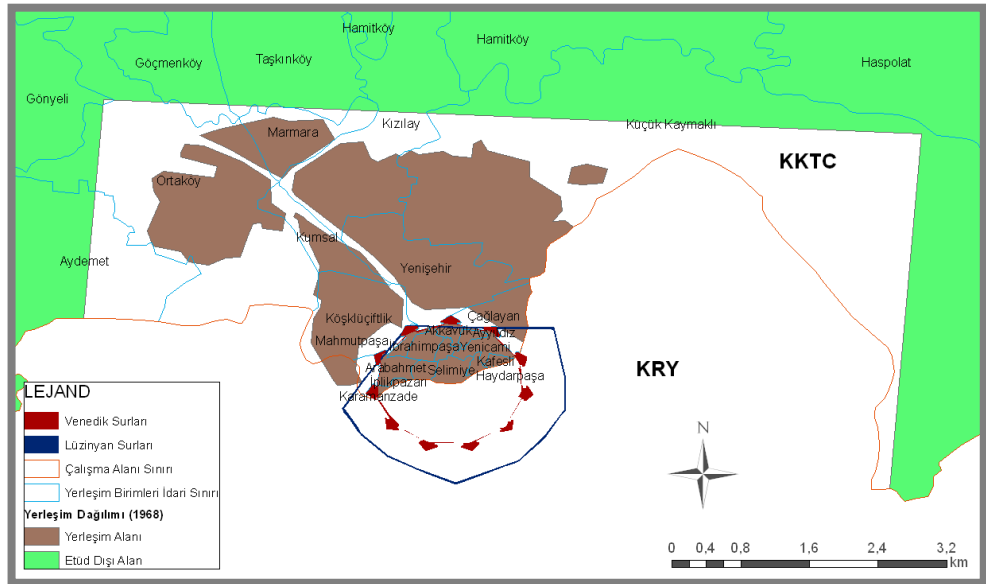 Hamitköy
Hamitköy
Göçmenköy
Taşkınköy
Haspolat
Gönyeli
Kızılay
Küçük Kaymaklı
Marmara
KKTC
Ortaköy
Kumsal
Aydemet
Yenişehir
Köşklüçiftlik
Çağlayan
Akkavuk
Ayyıldız
Mahmutpaşa
İbrahimpaşa
Yenicami
Kafesli
Arabahmet
Selimiye
Haydarpaşa
KRY
İplikpazarı
Karamanzade
LEJAND
Venedik Surları
Lüzinyan Surları
Çalışma Alanı Sınırı
Yerleşim Birimleri İdari Sınırı
Yerleşim Dağılımı (1968)
Yerleşim Alanı
Etüd Dışı Alan
N
0 0,4 0,8 1,6 2,4 3,2
km